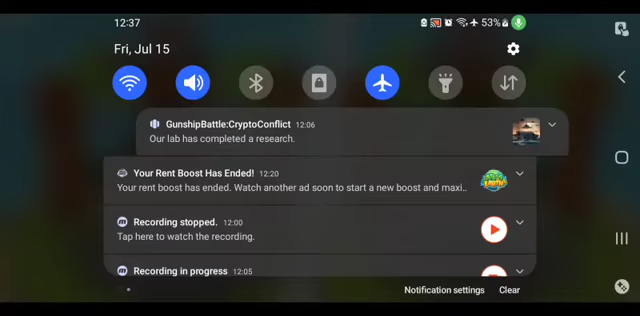 12:37
53%
Fri, Jul 15
GunshipBattle:CryptoConflict 12:06
Our lab has completed a research.
Your Rent Boost Has Ended! 12:20
Your rent boost has ended. Watch another ad soon to start a new boost and maxi..
Recording stopped. 12:00
Tap here to watch the recording.
Recording in progress 12:05
Notification settings Clear